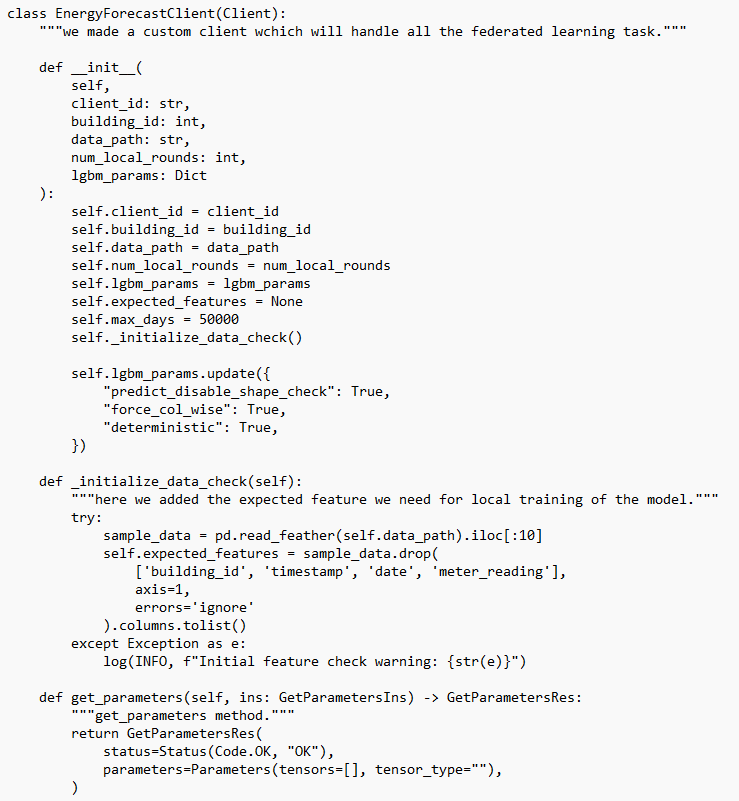 class EnergyForecastClient(Client):
    """we made a custom client wchich will handle all the federated learning task."""

    def __init__(
        self,
        client_id: str,
        building_id: int,
        data_path: str,
        num_local_rounds: int,
        lgbm_params: Dict
    ):
        self.client_id = client_id
        self.building_id = building_id
        self.data_path = data_path
        self.num_local_rounds = num_local_rounds
        self.lgbm_params = lgbm_params
        self.expected_features = None
        self.max_days = 50000
        self._initialize_data_check()

        self.lgbm_params.update({
            "predict_disable_shape_check": True,
            "force_col_wise": True,
            "deterministic": True,
        })

    def _initialize_data_check(self):
        """here we added the expected feature we need for local training of the model."""
        try:
            sample_data = pd.read_feather(self.data_path).iloc[:10]
            self.expected_features = sample_data.drop(
                ['building_id', 'timestamp', 'date', 'meter_reading'],
                axis=1,
                errors='ignore'
            ).columns.tolist()
        except Exception as e:
            log(INFO, f"Initial feature check warning: {str(e)}")

    def get_parameters(self, ins: GetParametersIns) -> GetParametersRes:
        """get_parameters method."""
        return GetParametersRes(
            status=Status(Code.OK, "OK"),
            parameters=Parameters(tensors=[], tensor_type=""),
        )